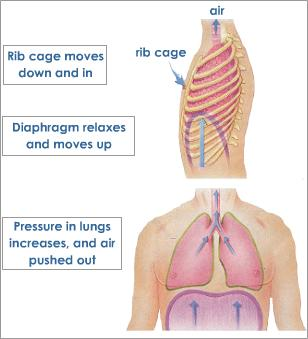 air
rib cage
Rib cage moves
down and in
Diaphragm relaxes
and moves up
Pressure in lungs
increases, and air
pushed out